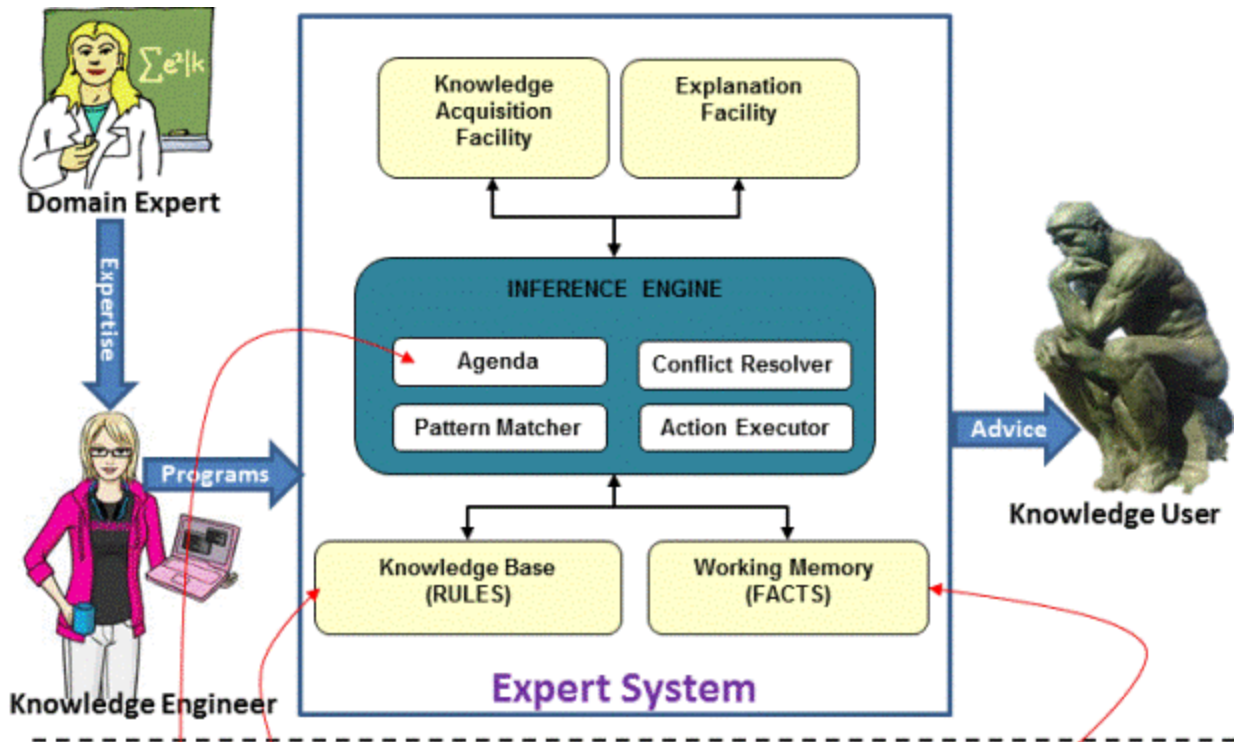 ∑e²|k
Domain Expert
Expertise
Knowledge Engineer
Programs
Knowledge
Acquisition
Facility
Explanation
Facility
INFERENCE ENGINE
Agenda
Conflict Resolver
Pattern Matcher
Action Executor
Knowledge Base
(RULES)
Working Memory
(FACTS)
Expert System
Advice
Knowledge User